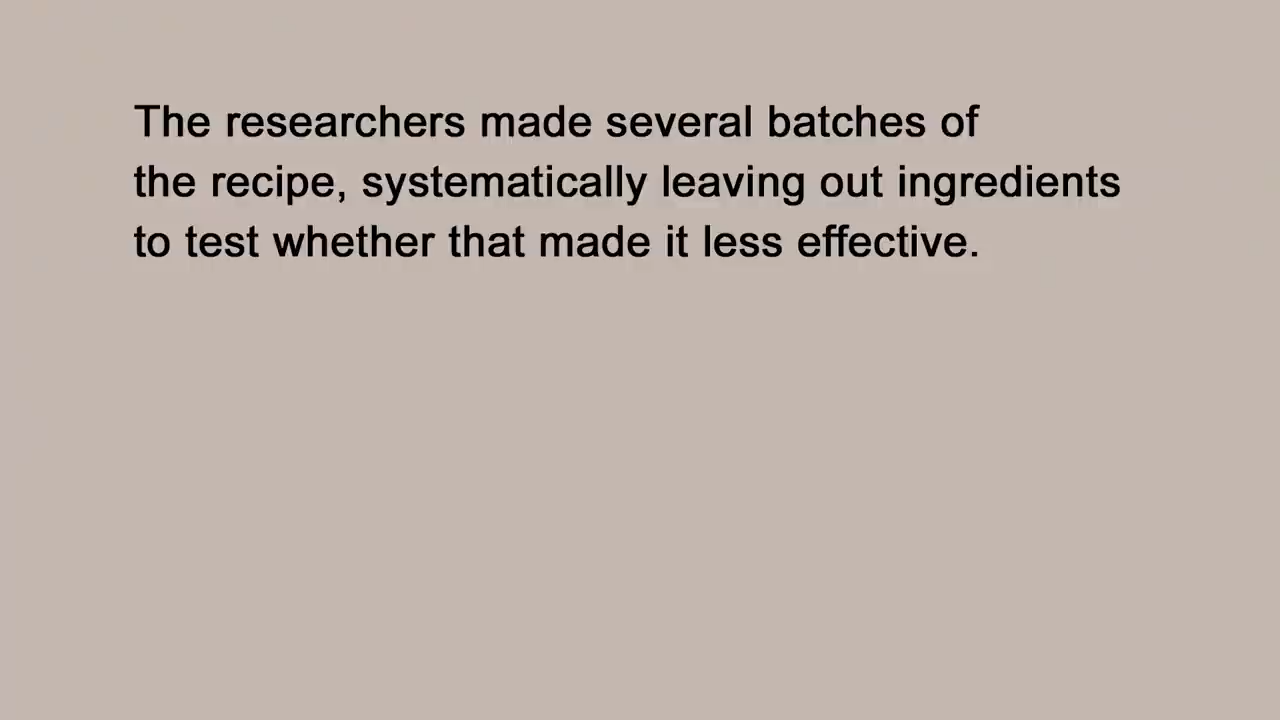 The researchers made several batches of
the recipe, systematically leaving out ingredients
to test whether that made it less effective.